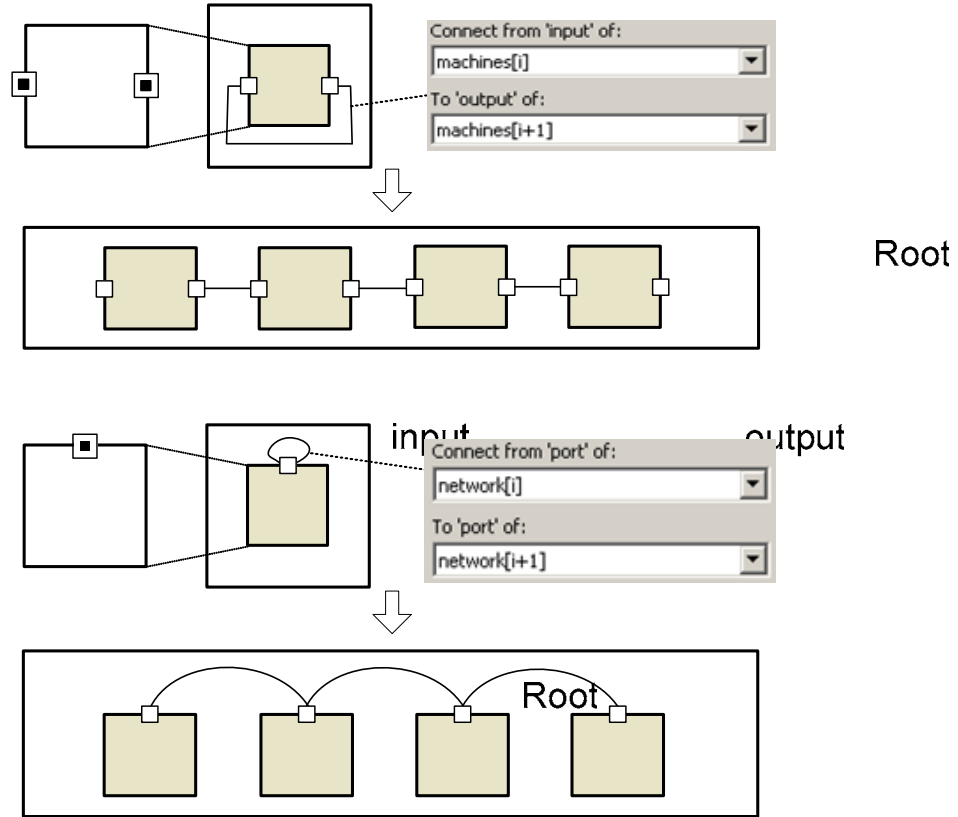 Connect from 'input' of:
machines[i]
To 'output' of:
machines[i+1]
Root
input
output
Connect from 'port' of:
network[i]
To 'port' of:
network[i+1]
Root